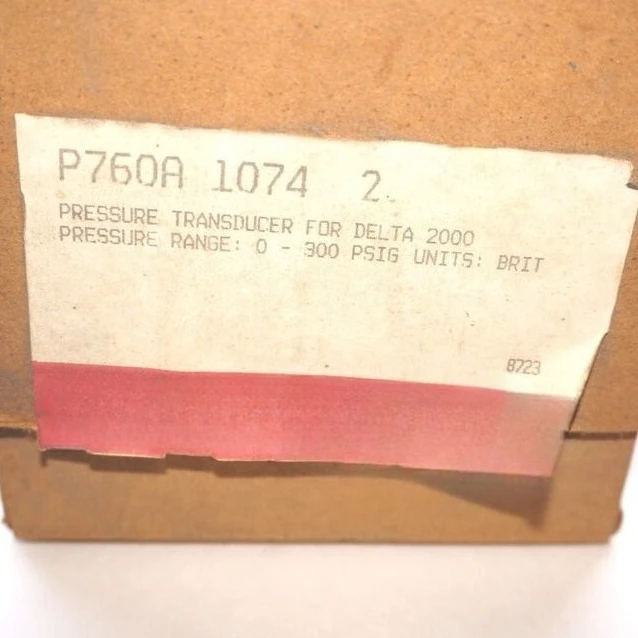 P760A 1074 2
PRESSURE TRANSDUCER FOR DELTA 2000
PRESSURE RANGE: 0 - 300 PSIG UNITS: BRIT
8723